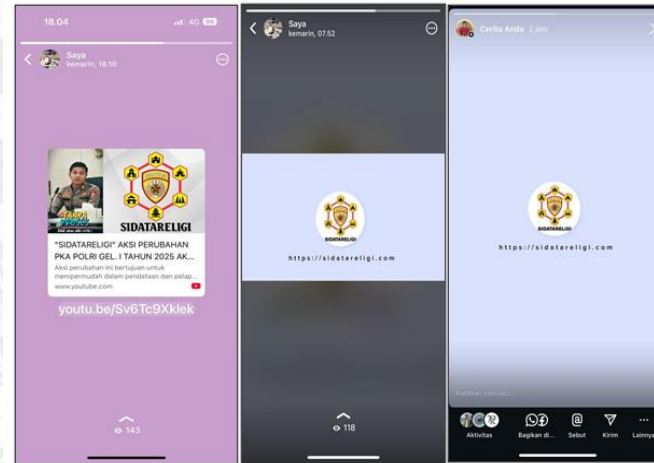 18.04
4G
Saya
kemarin, 18.10
SIDATARELIGI
"SIDATARELIGI" AKSI PERUBAHAN
PKA POLRI GEL. I TAHUN 2025 AK...
Aksi perubahan ini bertujuan untuk
mempermudah dalam pendataan dan pelap...
www.youtube.com
youtu.be/Sv6Tc9Xklek
143
Saya
kemarin, 07.52
SIDATARELIGI
https://sidatareligi.com
118
Cerita Anda 2 jam
SIDATARELIGI
https://sidatareligi.com
Katakan sesuatu...
Aktivitas
Bagikan di...
Sebut
Kirim
Lainnya